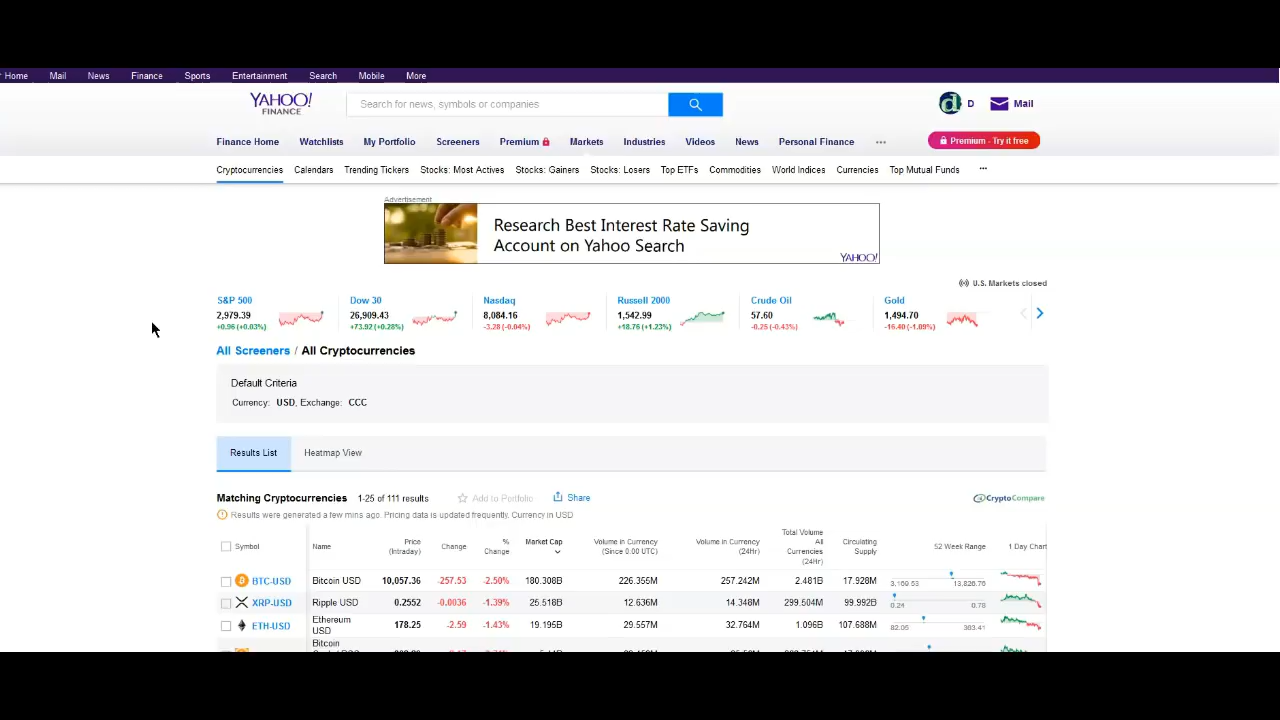 Home Mail News Finance Sports Entertainment Search Mobile More
YAHOO! FINANCE
Search for news, symbols or companies
d D Mail
Finance Home Watchlists My Portfolio Screeners Premium Markets Industries Videos News Personal Finance ... Premium - Try it free
Cryptocurrencies Calendars Trending Tickers Stocks: Most Actives Stocks: Gainers Stocks: Losers Top ETFs Commodities World Indices Currencies Top Mutual Funds ...
Advertisement
Research Best Interest Rate Saving
Account on Yahoo Search
YAHOO!
U.S. Markets closed
S&P 500 Dow 30 Nasdaq Russell 2000 Crude Oil Gold
2,979.39 26,909.43 8,084.16 1,542.99 57.60 1,494.70
+0.96 (+0.03%) +73.92 (+0.28%) -3.28 (-0.04%) +18.76 (+1.23%) -0.25 (-0.43%) -16.40 (-1.09%)
All Screeners / All Cryptocurrencies
Default Criteria
Currency: USD, Exchange: CCC
Results List Heatmap View
Matching Cryptocurrencies 1-25 of 111 results Add to Portfolio Share CryptoCompare
Results were generated a few mins ago. Pricing data is updated frequently. Currency in USD
Symbol Name Price (Intraday) Change % Change Market Cap Volume in Currency (Since 0:00 UTC) Volume in Currency (24Hr) Total Volume All Currencies (24Hr) Circulating Supply 52 Week Range 1 Day Chart
BTC-USD Bitcoin USD 10,057.36 -257.53 -2.50% 180.308B 226.355M 257.242M 2.481B 17.928M 3,169.53 13,826.76
XRP-USD Ripple USD 0.2552 -0.0036 -1.39% 25.518B 12.636M 14.348M 299.504M 99.992B 0.24 0.78
ETH-USD Ethereum USD 178.25 -2.59 -1.43% 19.195B 29.557M 32.764M 1.096B 107.688M 82.05 383.41
Bitcoin